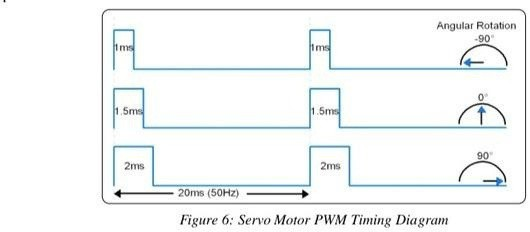 Angular Rotation
-90°
1ms
1ms
0°
1.5ms
1.5ms
90°
2ms
2ms
20ms (50Hz)
Figure 6: Servo Motor PWM Timing Diagram